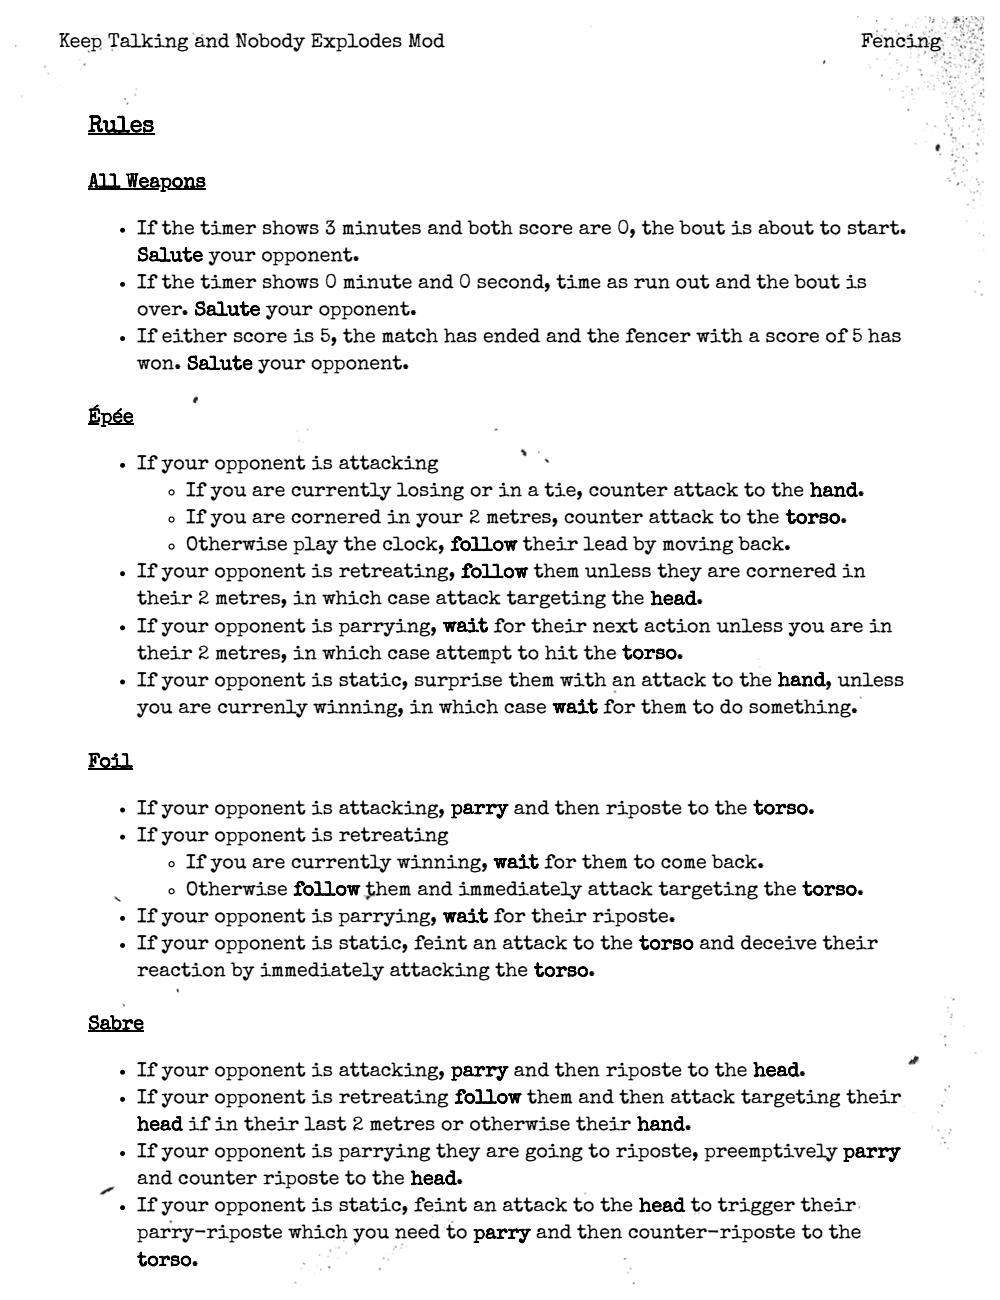 Keep Talking and Nobody Explodes Mod Fencing
Rules
All Weapons
• If the timer shows 3 minutes and both score are 0, the bout is about to start.
Salute your opponent.
• If the timer shows 0 minute and 0 second, time as run out and the bout is
over. Salute your opponent.
• If either score is 5, the match has ended and the fencer with a score of 5 has
won. Salute your opponent.
Épée
• If your opponent is attacking
◦ If you are currently losing or in a tie, counter attack to the hand.
◦ If you are cornered in your 2 metres, counter attack to the torso.
◦ Otherwise play the clock, follow their lead by moving back.
• If your opponent is retreating, follow them unless they are cornered in
their 2 metres, in which case attack targeting the head.
• If your opponent is parrying, wait for their next action unless you are in
their 2 metres, in which case attempt to hit the torso.
• If your opponent is static, surprise them with an attack to the hand, unless
you are currenly winning, in which case wait for them to do something.
Foil
• If your opponent is attacking, parry and then riposte to the torso.
• If your opponent is retreating
◦ If you are currently winning, wait for them to come back.
◦ Otherwise follow them and immediately attack targeting the torso.
• If your opponent is parrying, wait for their riposte.
• If your opponent is static, feint an attack to the torso and deceive their
reaction by immediately attacking the torso.
Sabre
• If your opponent is attacking, parry and then riposte to the head.
• If your opponent is retreating follow them and then attack targeting their
head if in their last 2 metres or otherwise their hand.
• If your opponent is parrying they are going to riposte, preemptively parry
and counter riposte to the head.
• If your opponent is static, feint an attack to the head to trigger their
parry-riposte which you need to parry and then counter-riposte to the
torso.